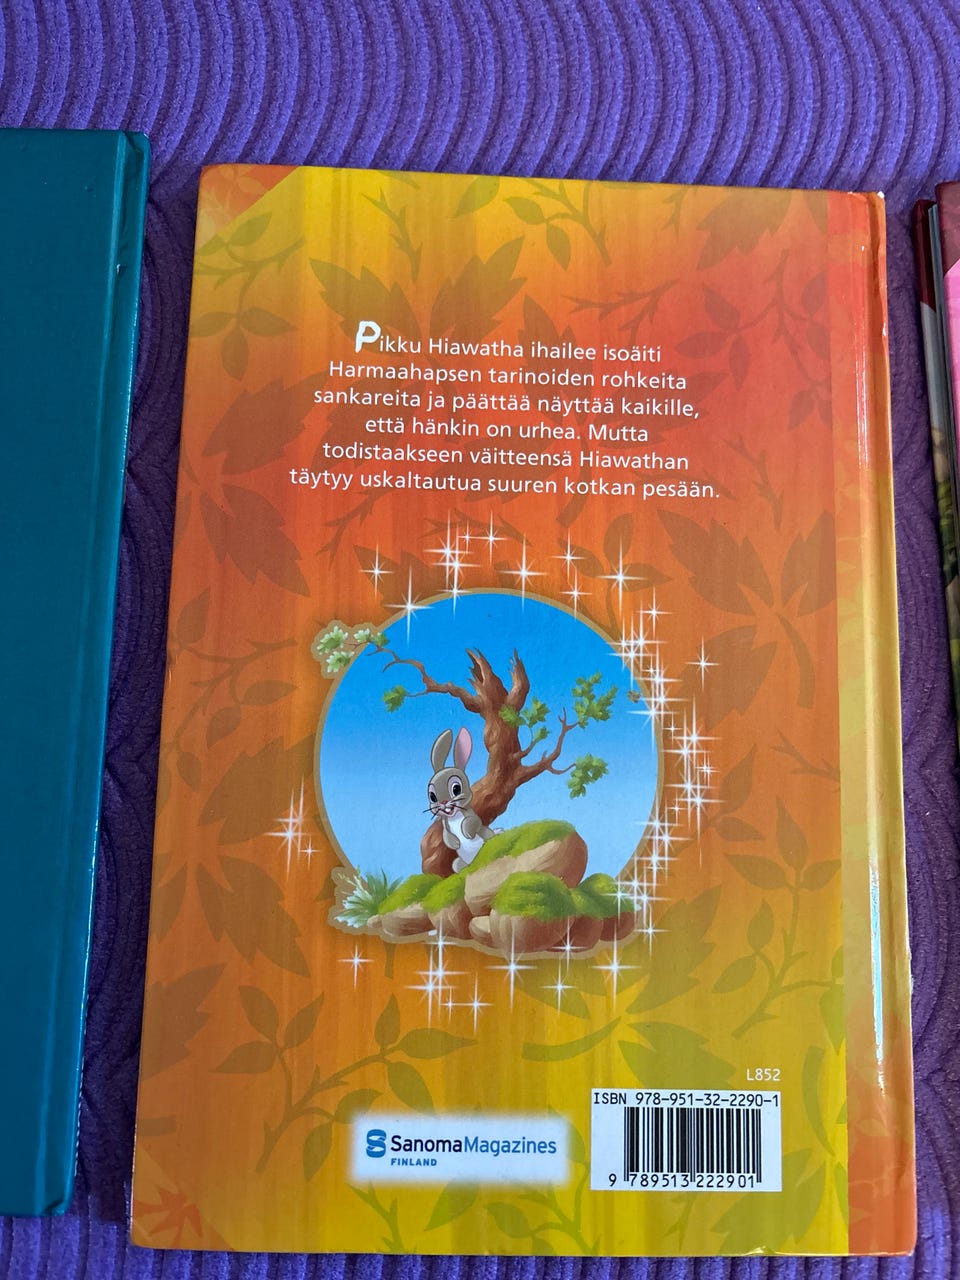 Pikku Hiawatha ihailee isoäiti
Harmaahapsen tarinoiden rohkeita
sankareita ja päättää näyttää kaikille,
että hänkin on urhea. Mutta
todistaakseen väitteensä Hiawathan
täytyy uskaltautua suuren kotkan pesään.
L852
ISBN 978-951-32-2290-1
SanomaMagazines
FINLAND
9 789513 222901